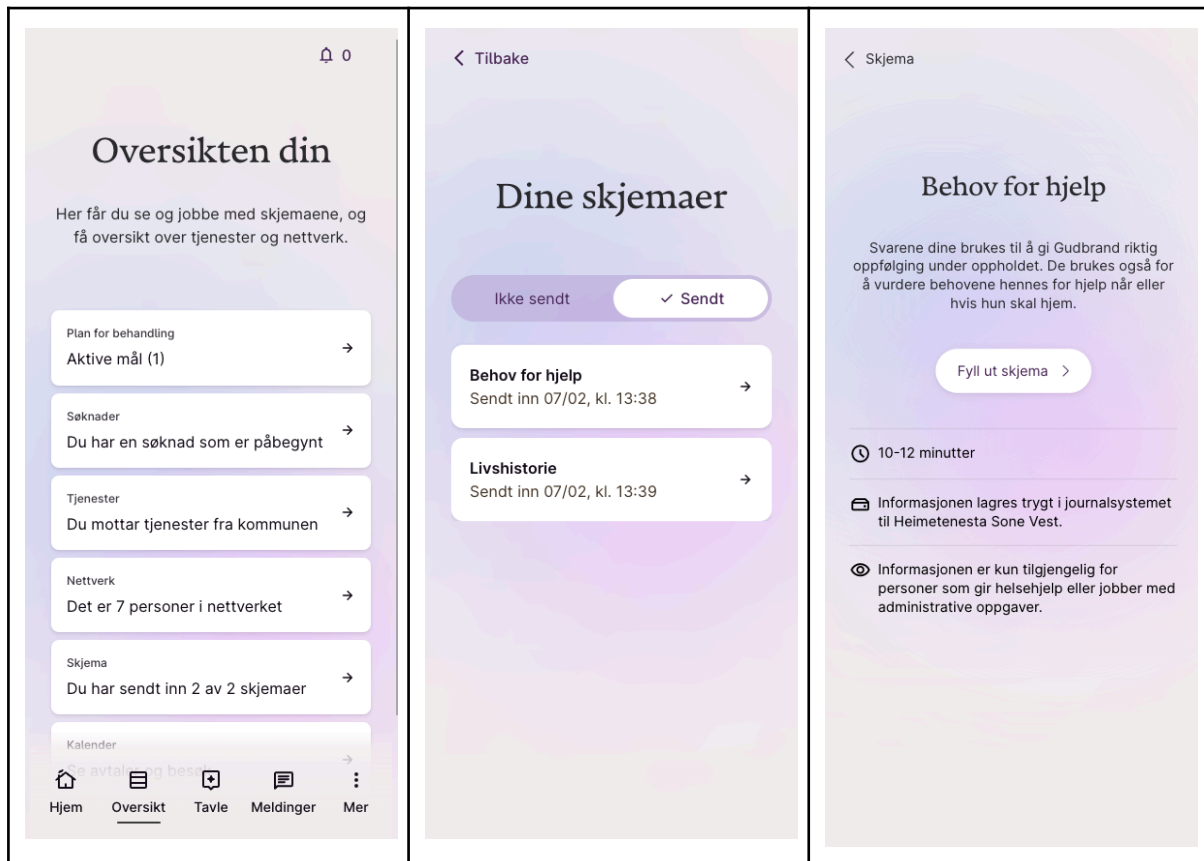 0
Oversikten din
Her får du se og jobbe med skjemaene, og
få oversikt over tjenester og nettverk.
Plan for behandling
Aktive mål (1)
Søknader
Du har en søknad som er påbegynt
Tjenester
Du mottar tjenester fra kommunen
Nettverk
Det er 7 personer i nettverket
Skjema
Du har sendt inn 2 av 2 skjemaer
Kalender
Se avtaler og besøk
Hjem
Oversikt
Tavle
Meldinger
Mer
Tilbake
Dine skjemaer
Ikke sendt
Sendt
Behov for hjelp
Sendt inn 07/02, kl. 13:38
Livshistorie
Sendt inn 07/02, kl. 13:39
Skjema
Behov for hjelp
Svarene dine brukes til å gi Gudbrand riktig
oppfølging under oppholdet. De brukes også for
å vurdere behovene hennes for hjelp når eller
hvis hun skal hjem.
Fyll ut skjema
10-12 minutter
Informasjonen lagres trygt i journalsystemet
til Heimetenesta Sone Vest.
Informasjonen er kun tilgjengelig for
personer som gir helsehjelp eller jobber med
administrative oppgaver.